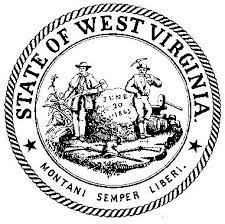 STATE OF WEST VIRGINIA
JUNE
20
1863
MONTANI SEMPER LIBERI.